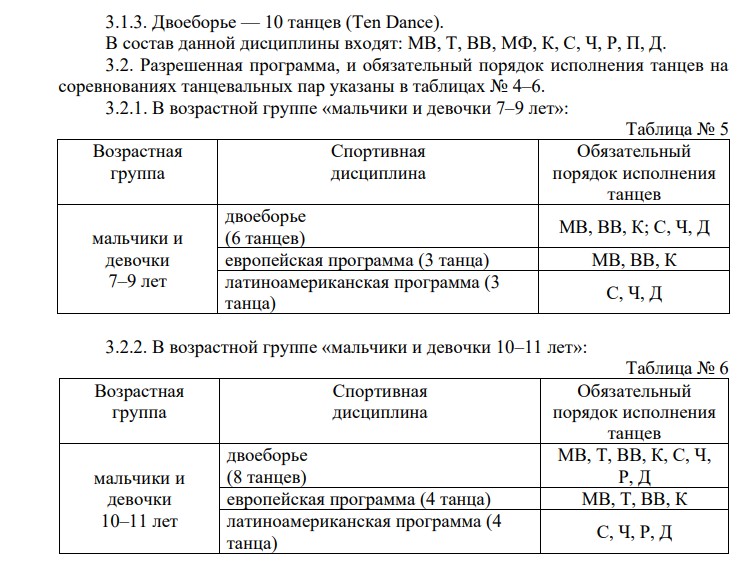 3.1.3. Двоеборье — 10 танцев (Ten Dance).
В состав данной дисциплины входят: МВ, Т, ВВ, МФ, К, С, Ч, Р, П, Д.
3.2. Разрешенная программа, и обязательный порядок исполнения танцев на
соревнованиях танцевальных пар указаны в таблицах № 4–6.
3.2.1. В возрастной группе «мальчики и девочки 7–9 лет»:
Таблица № 5
Возрастная
группа
Спортивная
дисциплина
Обязательный
порядок исполнения
танцев
мальчики и
девочки
7–9 лет
двоеборье
(6 танцев)
МВ, ВВ, К; С, Ч, Д
европейская программа (3 танца)
МВ, ВВ, К
латиноамериканская программа (3
танца)
С, Ч, Д
3.2.2. В возрастной группе «мальчики и девочки 10–11 лет»:
Таблица № 6
Возрастная
группа
Спортивная
дисциплина
Обязательный
порядок исполнения
танцев
мальчики и
девочки
10–11 лет
двоеборье
(8 танцев)
МВ, Т, ВВ, К, С, Ч,
Р, Д
европейская программа (4 танца)
МВ, Т, ВВ, К
латиноамериканская программа (4
танца)
С, Ч, Р, Д